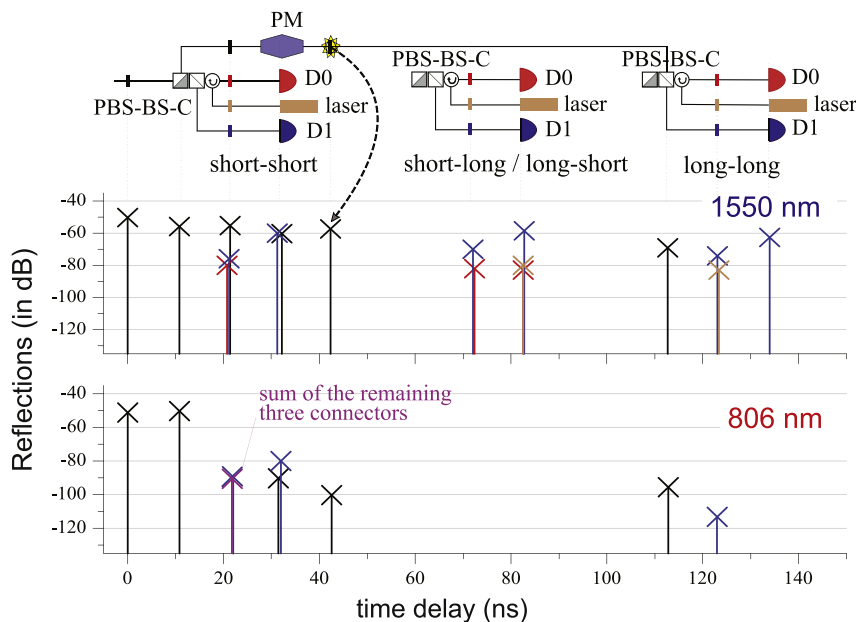 PM
PBS-BS-C
D0
laser
D1
short-short
PBS-BS-C
D0
laser
D1
short-long / long-short
PBS-BS-C
D0
laser
D1
long-long
Reflections (in dB)
1550 nm
-40
-60
-80
-100
-120
806 nm
sum of the remaining
three connectors
-40
-60
-80
-100
-120
0 20 40 60 80 100 120 140
time delay (ns)